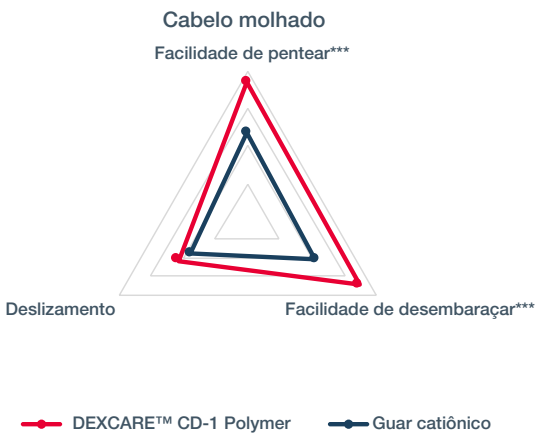 Cabelo molhado
Facilidade de pentear***
Deslizamento
Facilidade de desembaraçar***
DEXCARE™ CD-1 Polymer
Guar catiônico